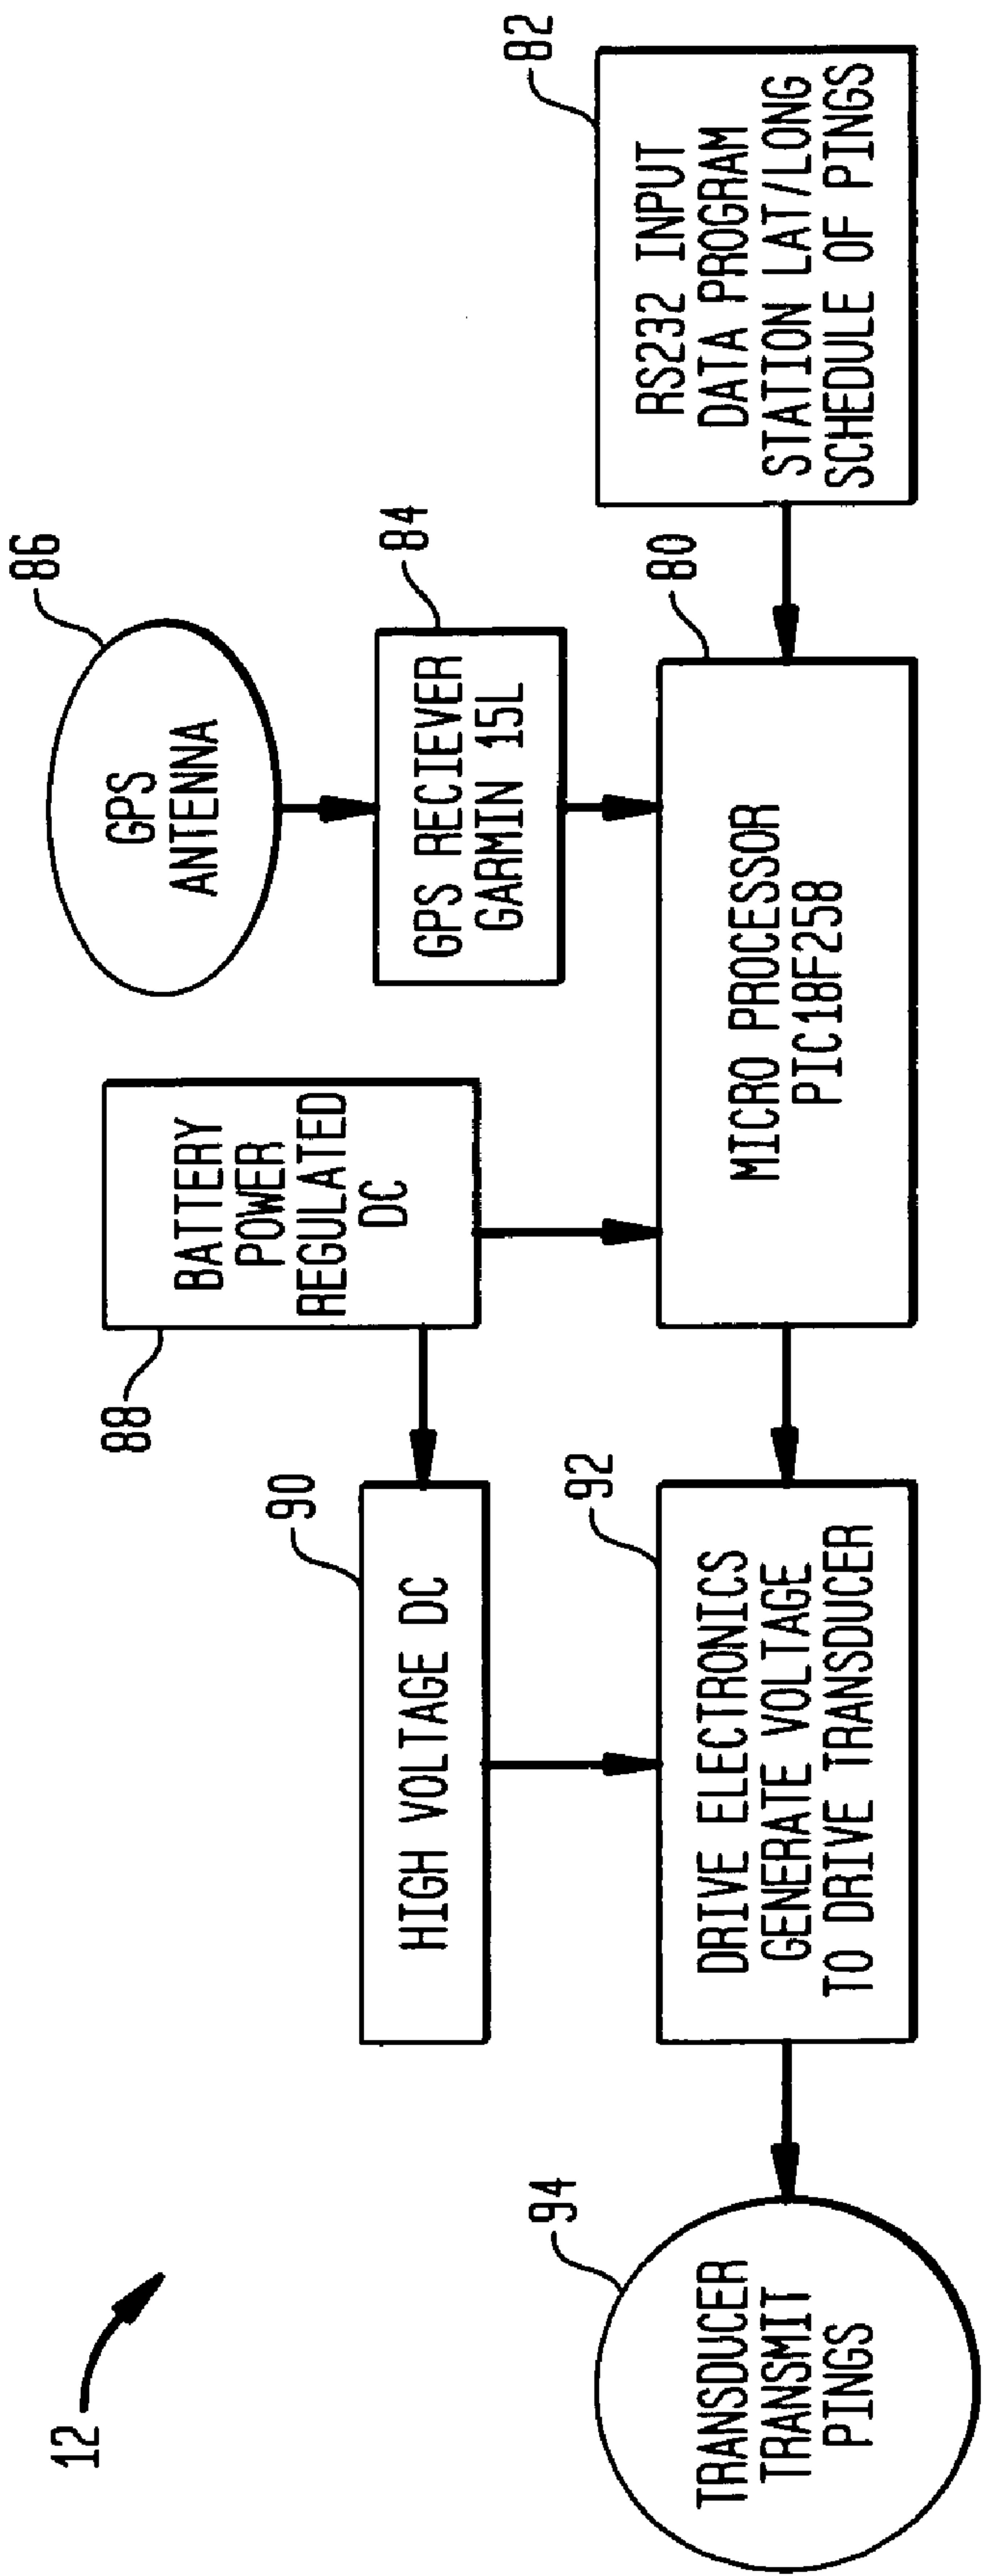 12
86
GPS
ANTENNA
88
BATTERY
POWER
REGULATED
DC
84
GPS RECIEVER
GARMIN 15L
90
HIGH VOLTAGE DC
82
RS232 INPUT
DATA PROGRAM
STATION LAT/LONG
SCHEDULE OF PINGS
94
TRANSDUCER
TRANSMIT
PINGS
92
DRIVE ELECTRONICS
GENERATE VOLTAGE
TO DRIVE TRANSDUCER
80
MICRO PROCESSOR
PIC18F258